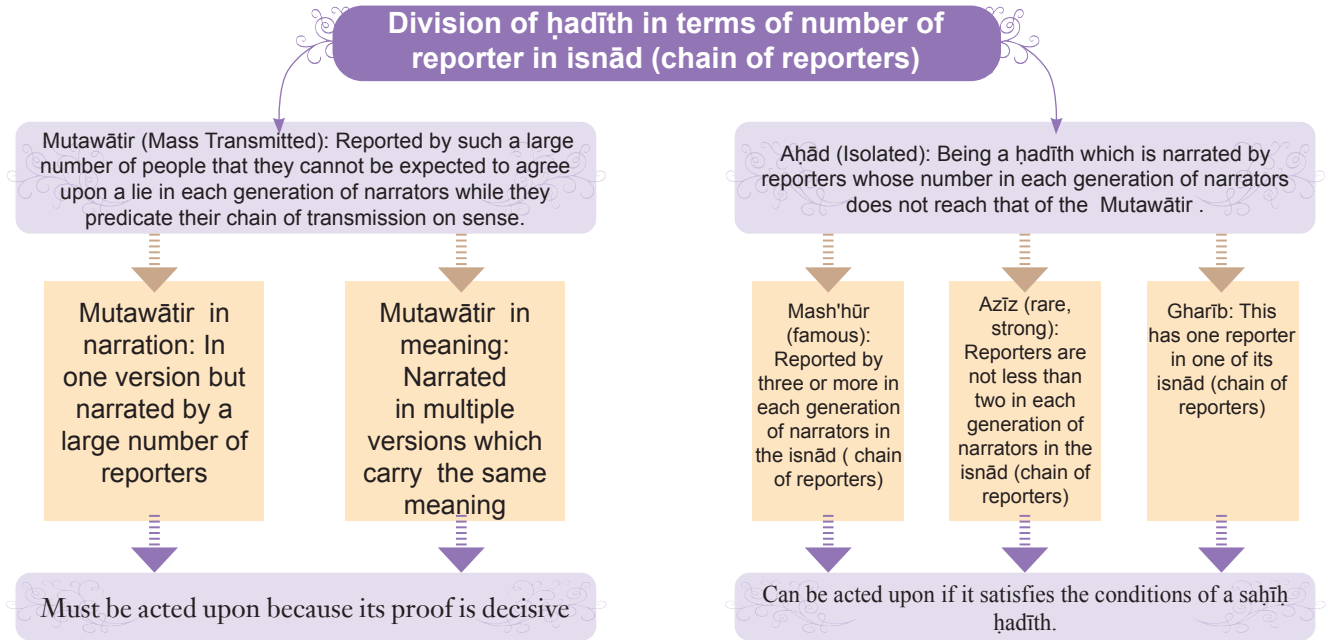 Division of ḥadīth in terms of number of
reporter in isnād (chain of reporters)
Mutawātir (Mass Transmitted): Reported by such a large
number of people that they cannot be expected to agree
upon a lie in each generation of narrators while they
predicate their chain of transmission on sense.
Aḥād (Isolated): Being a ḥadīth which is narrated by
reporters whose number in each generation of narrators
does not reach that of the Mutawātir .
Mutawātir in
narration: In
one version but
narrated by a
large number of
reporters
Mutawātir in
meaning:
Narrated
in multiple
versions which
carry the same
meaning
Mash'hūr
(famous):
Reported by
three or more in
each generation
of narrators in
the isnād ( chain
of reporters)
Azīz (rare,
strong):
Reporters are
not less than
two in each
generation of
narrators in the
isnād (chain of
reporters)
Gharīb: This
has one reporter
in one of its
isnād (chain of
reporters)
Must be acted upon because its proof is decisive
Can be acted upon if it satisfies the conditions of a saḥīḥ
ḥadīth.